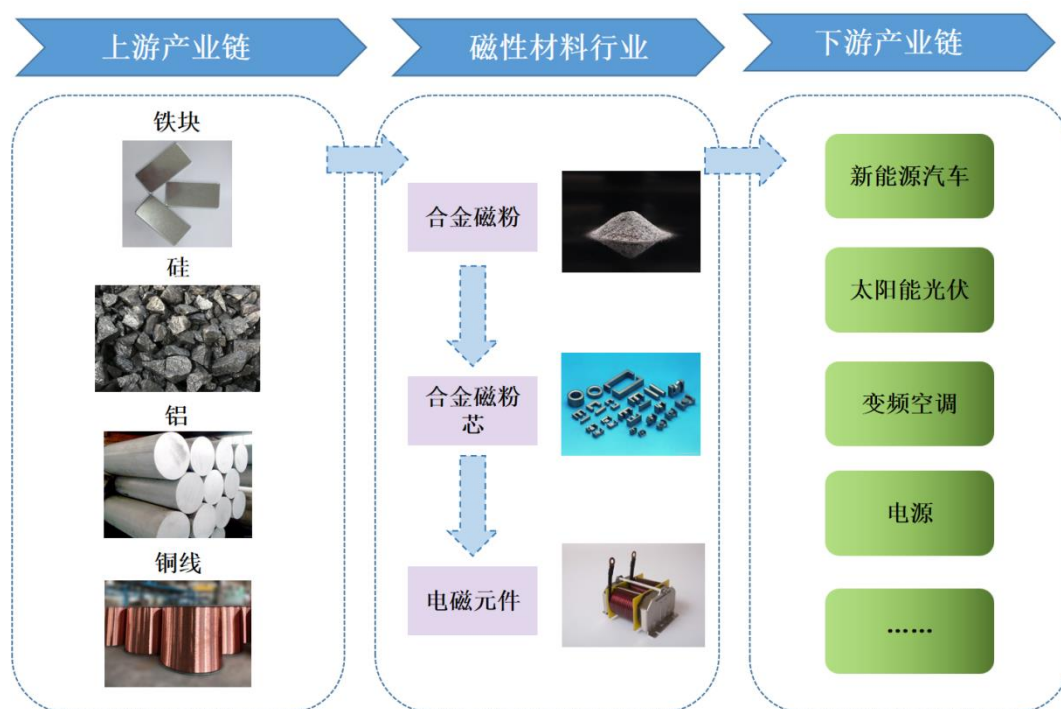 上游产业链
磁性材料行业
下游产业链
铁块
硅
铝
铜线
合金磁粉
合金磁粉
芯
电磁元件
新能源汽车
太阳能光伏
变频空调
电源
……